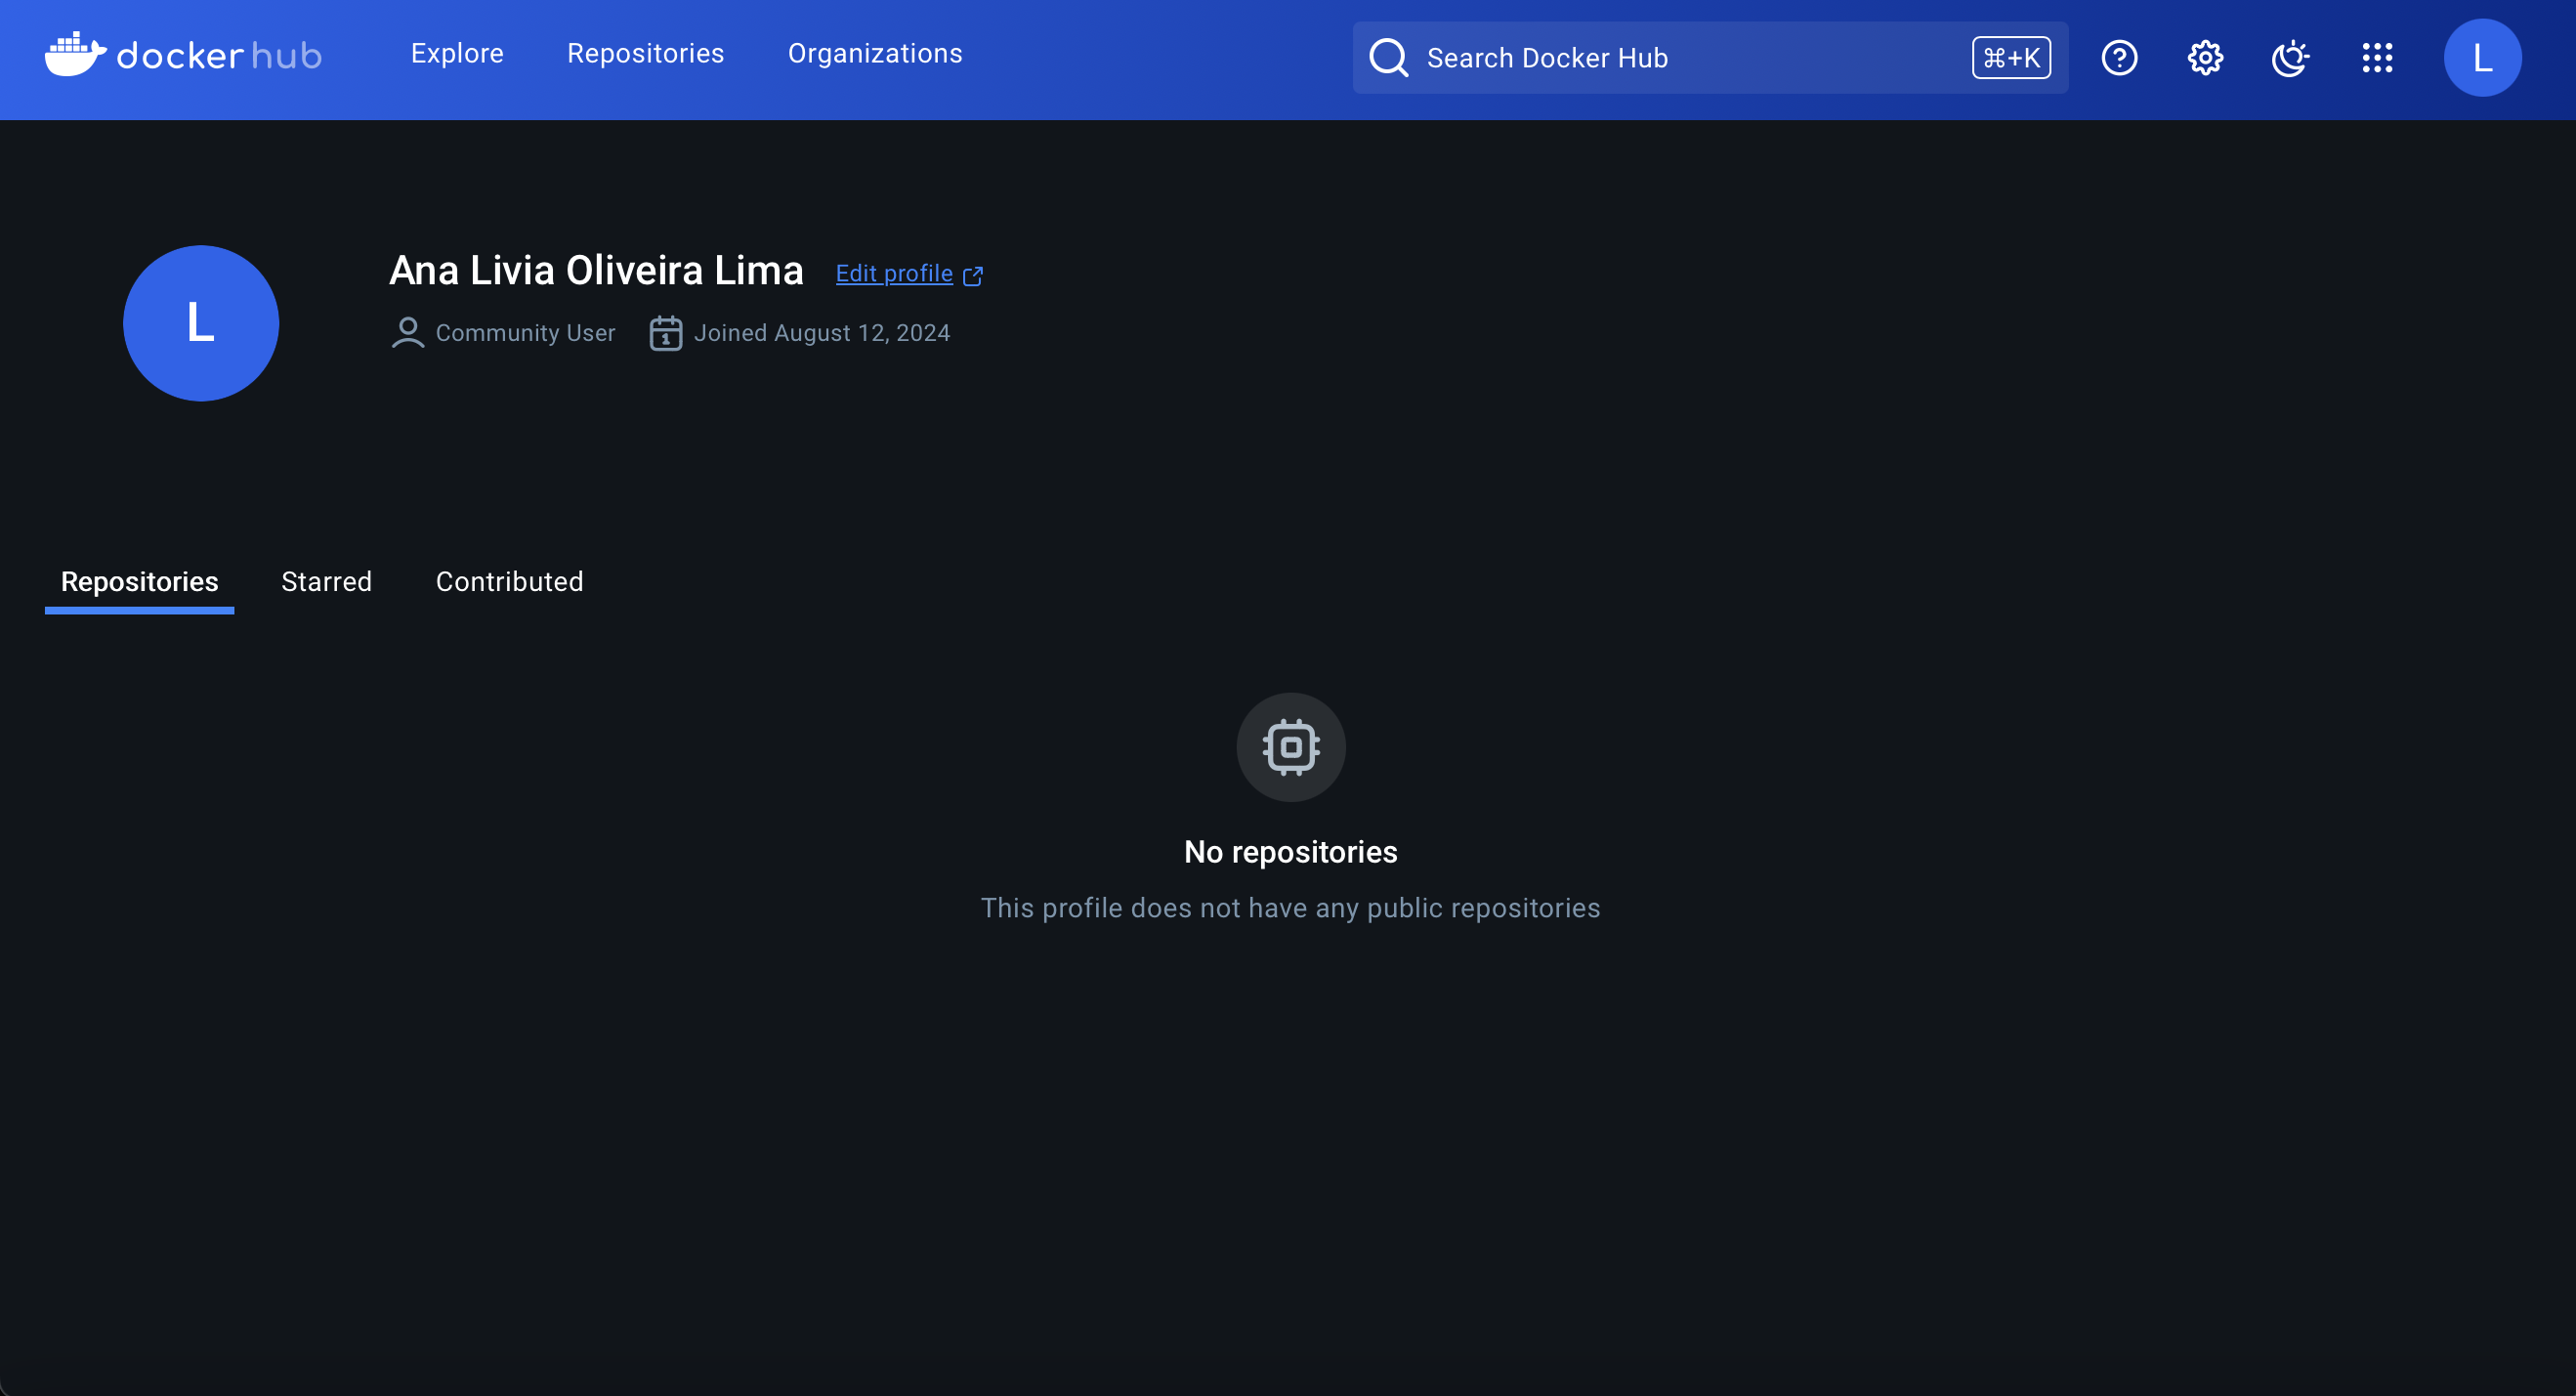 docker hub
Explore Repositories Organizations
Search Docker Hub ⌘+K
L
L
Ana Livia Oliveira Lima Edit profile
Community User 1 Joined August 12, 2024
Repositories Starred Contributed
No repositories
This profile does not have any public repositories